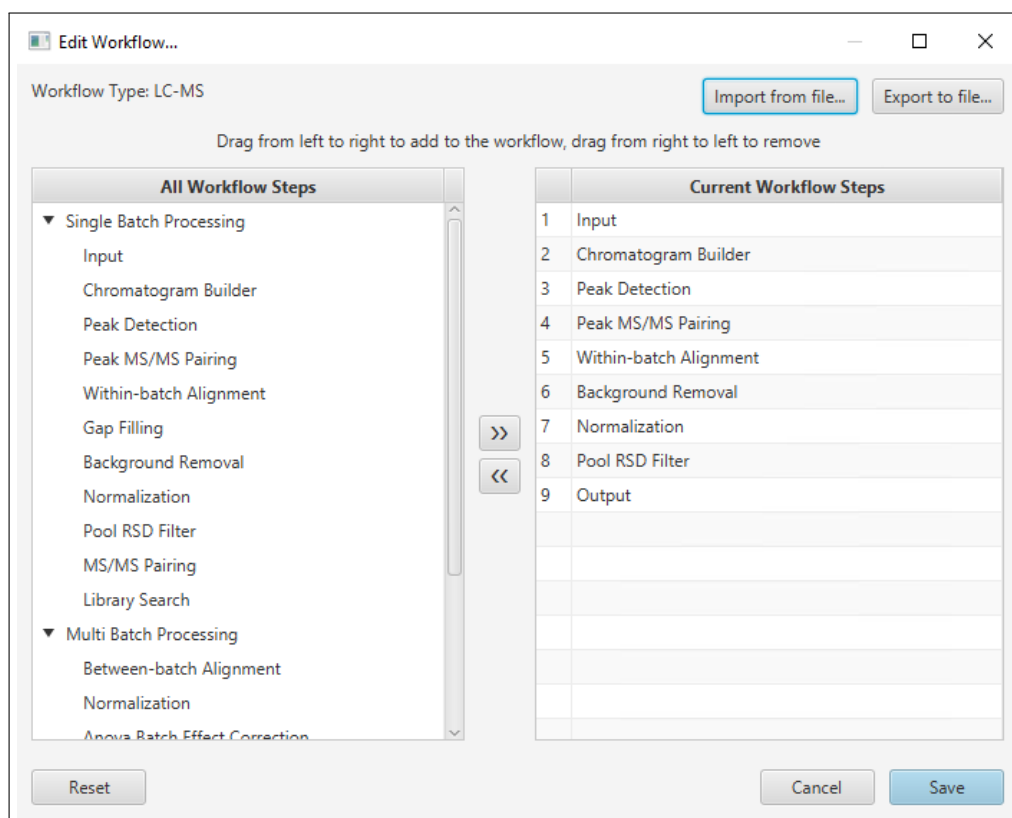 Edit Workflow...
Workflow Type: LC-MS
Import from file...
Export to file...
Drag from left to right to add to the workflow, drag from right to left to remove
All Workflow Steps
Single Batch Processing
Input
Chromatogram Builder
Peak Detection
Peak MS/MS Pairing
Within-batch Alignment
Gap Filling
Background Removal
Normalization
Pool RSD Filter
MS/MS Pairing
Library Search
Multi Batch Processing
Between-batch Alignment
Normalization
Anova Batch Effect Correction
>>
<<
Current Workflow Steps
1 Input
2 Chromatogram Builder
3 Peak Detection
4 Peak MS/MS Pairing
5 Within-batch Alignment
6 Background Removal
7 Normalization
8 Pool RSD Filter
9 Output
Reset
Cancel
Save